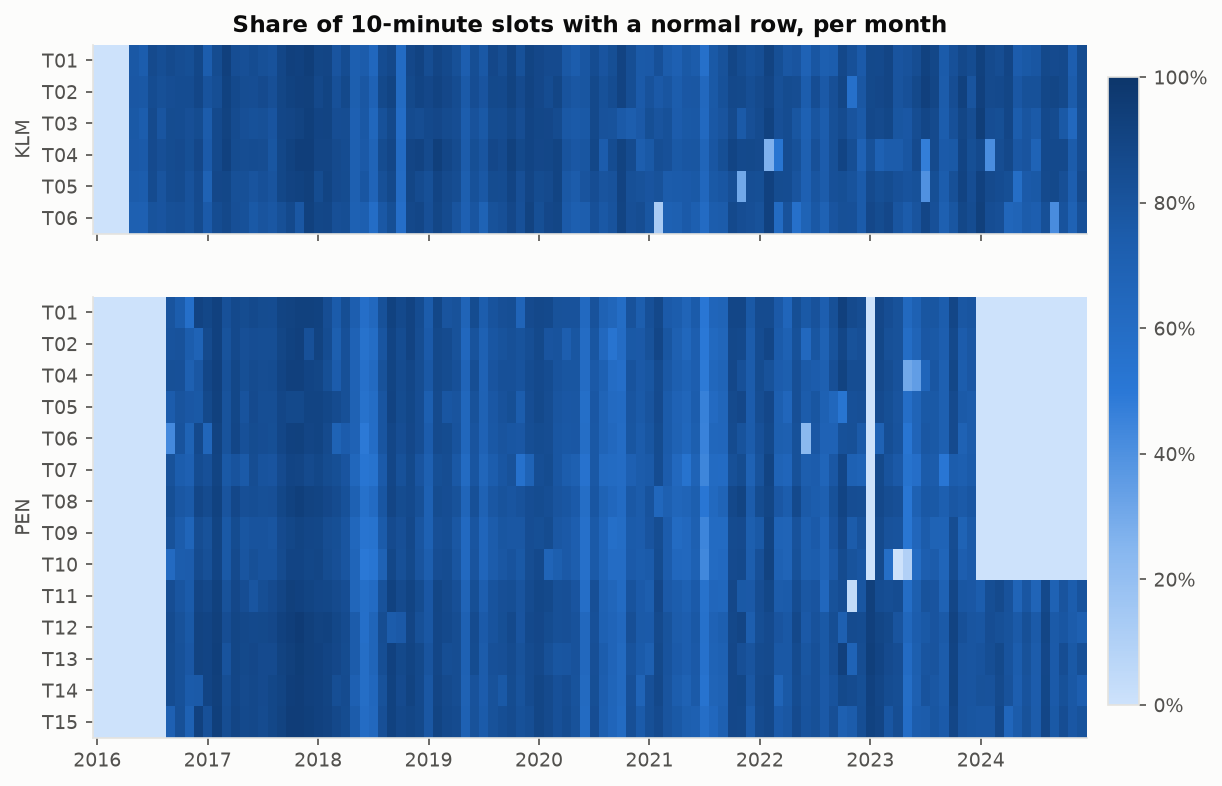 Share of 10-minute slots with a normal row, per month
KLM
T01
T02
T03
T04
T05
T06
PEN
T01
T02
T04
T05
T06
T07
T08
T09
T10
T11
T12
T13
T14
T15
2016 2017 2018 2019 2020 2021 2022 2023 2024
100%
80%
60%
40%
20%
0%